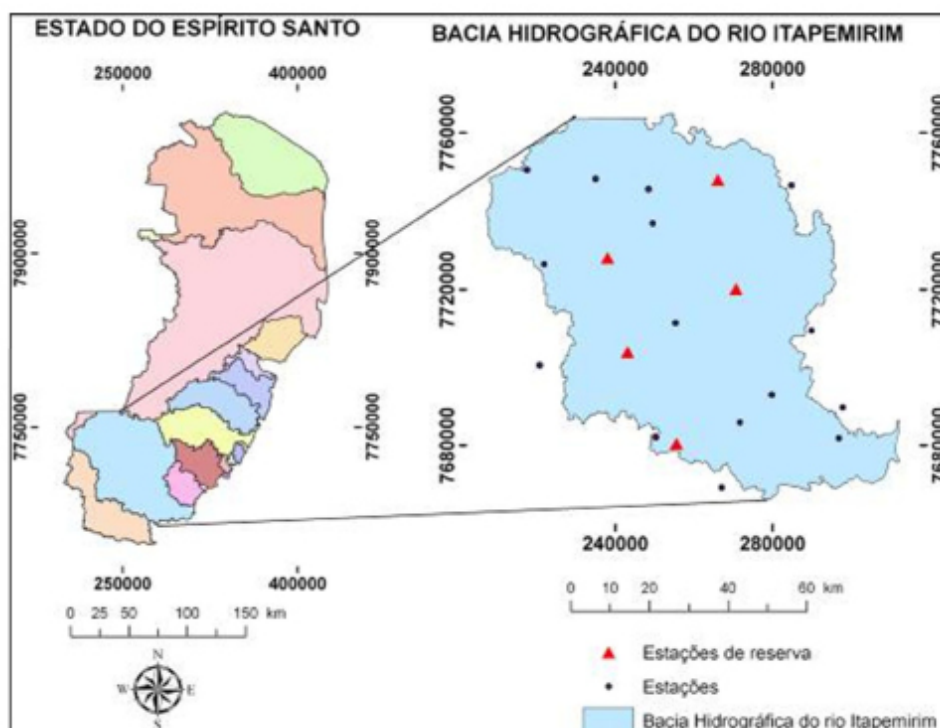 ESTADO DO ESPÍRITO SANTO
250000 400000
7900000 7900000
7750000 7750000
250000 400000
0 25 50 100 150 km
N
W E
S
BACIA HIDROGRÁFICA DO RIO ITAPEMIRIM
240000 280000
7760000 7760000
7720000 7720000
7680000 7680000
240000 280000
0 10 20 40 60 km
Estações de reserva
Estações
Bacia Hidrográfica do rio Itapemirim